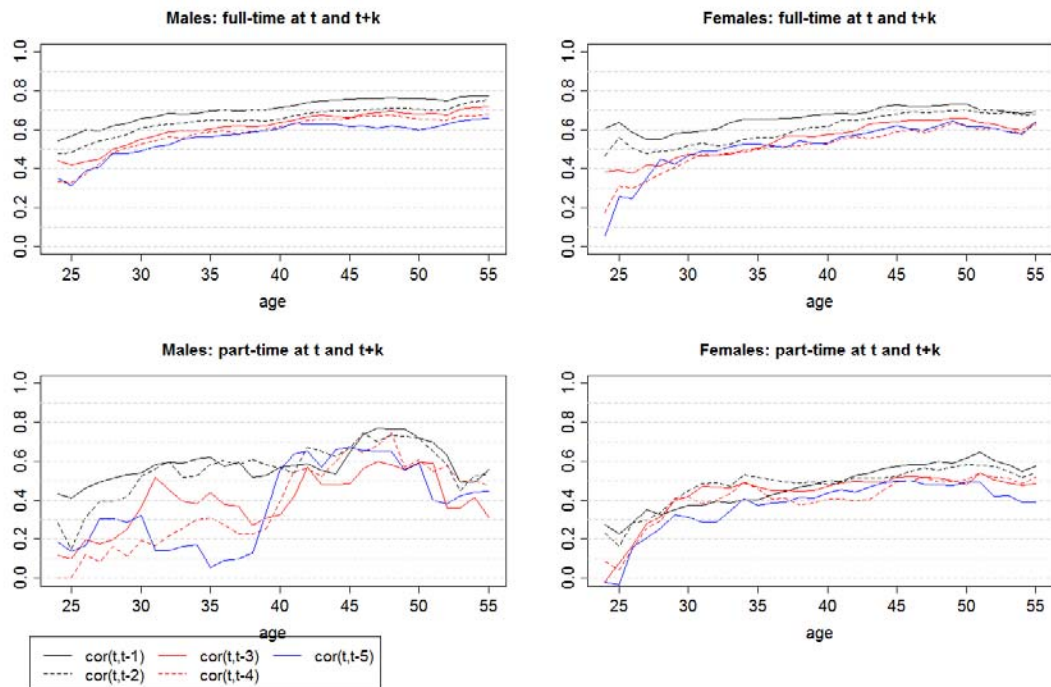 Males: full-time at t and t+k
0.0 0.2 0.4 0.6 0.8 1.0
25 30 35 40 45 50 55
age
Females: full-time at t and t+k
0.0 0.2 0.4 0.6 0.8 1.0
25 30 35 40 45 50 55
age
Males: part-time at t and t+k
0.0 0.2 0.4 0.6 0.8 1.0
25 30 35 40 45 50 55
age
Females: part-time at t and t+k
0.0 0.2 0.4 0.6 0.8 1.0
25 30 35 40 45 50 55
age
cor(t,t-1) cor(t,t-3) cor(t,t-5)
cor(t,t-2) cor(t,t-4)